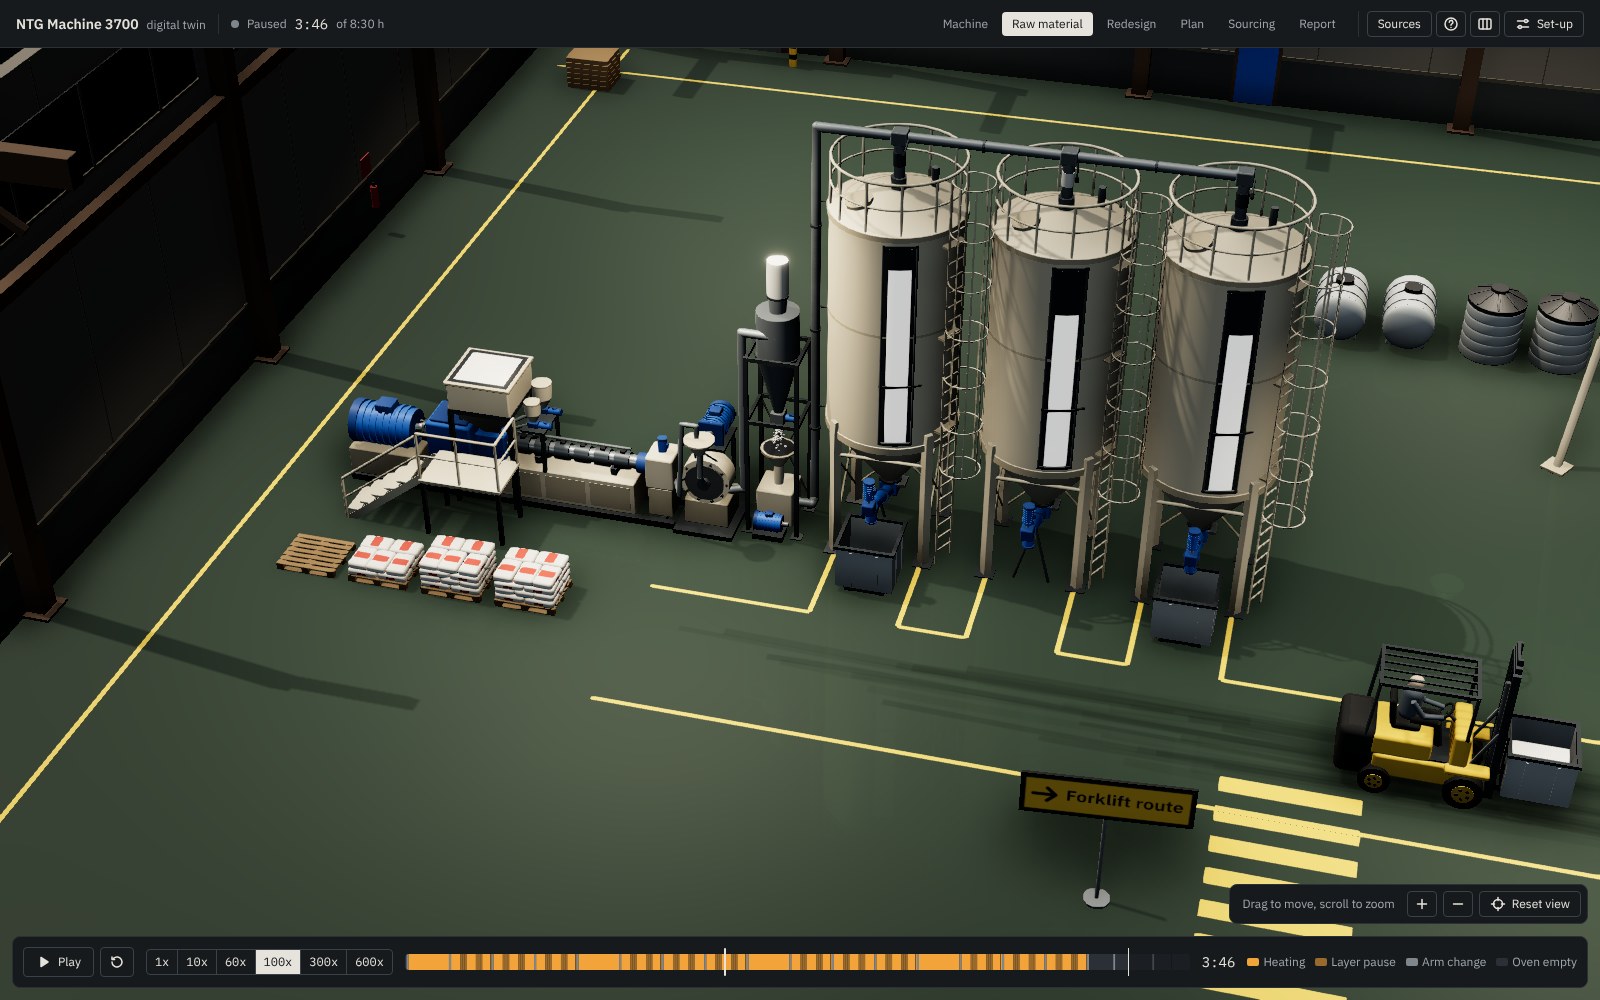 NTG Machine 3700 digital twin Paused 3:46 of 8:30 h Machine Raw material Redesign Plan Sourcing Report Sources Set-up
Forklift route
Drag to move, scroll to zoom Reset view
Play 1x 10x 60x 100x 300x 600x 3:46 Heating Layer pause Arm change Oven empty